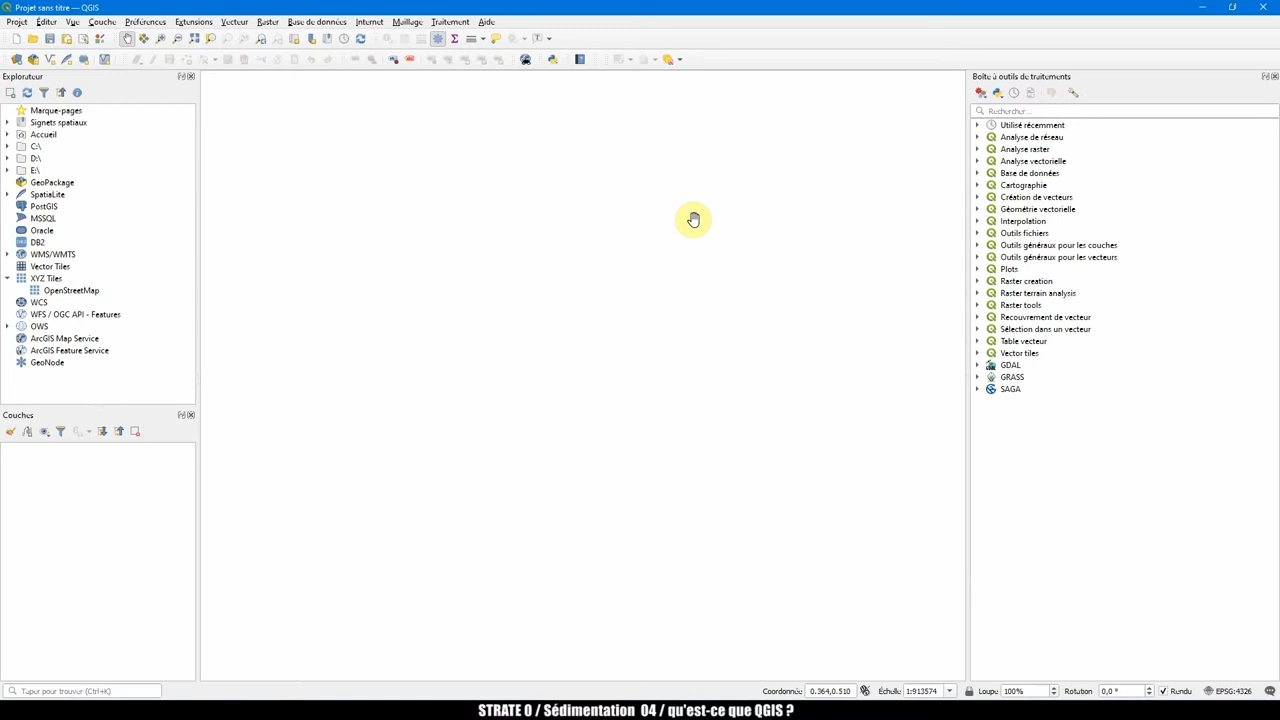 Projet sans titre — QGIS
Projet Éditer Vue Couche Préférences Extensions Vecteur Raster Base de données Internet Maillage Traitement Aide
Explorateur
Marque-pages
Signets spatiaux
Accueil
C:\
D:\
E:\
GeoPackage
SpatiaLite
PostGIS
MSSQL
Oracle
DB2
WMS/WMTS
Vector Tiles
XYZ Tiles
OpenStreetMap
WCS
WFS / OGC API - Features
OWS
ArcGIS Map Service
ArcGIS Feature Service
GeoNode
Couches
Boîte à outils de traitements
Rechercher...
Utilisé récemment
Analyse de réseau
Analyse raster
Analyse vectorielle
Base de données
Cartographie
Création de vecteurs
Géométrie vectorielle
Interpolation
Outils fichiers
Outils généraux pour les couches
Outils généraux pour les vecteurs
Plots
Raster creation
Raster terrain analysis
Raster tools
Recouvrement de vecteur
Sélection dans un vecteur
Table vecteur
Vector tiles
GDAL
GRASS
SAGA
Taper pour trouver (Ctrl+K)
Coordonnée 0.364,0.510 Échelle 1:913574 Loupe 100% Rotation 0,0 ° Rendu EPSG:4326
STRATE 0 / Sédimentation 04 / qu'est-ce que QGIS ?